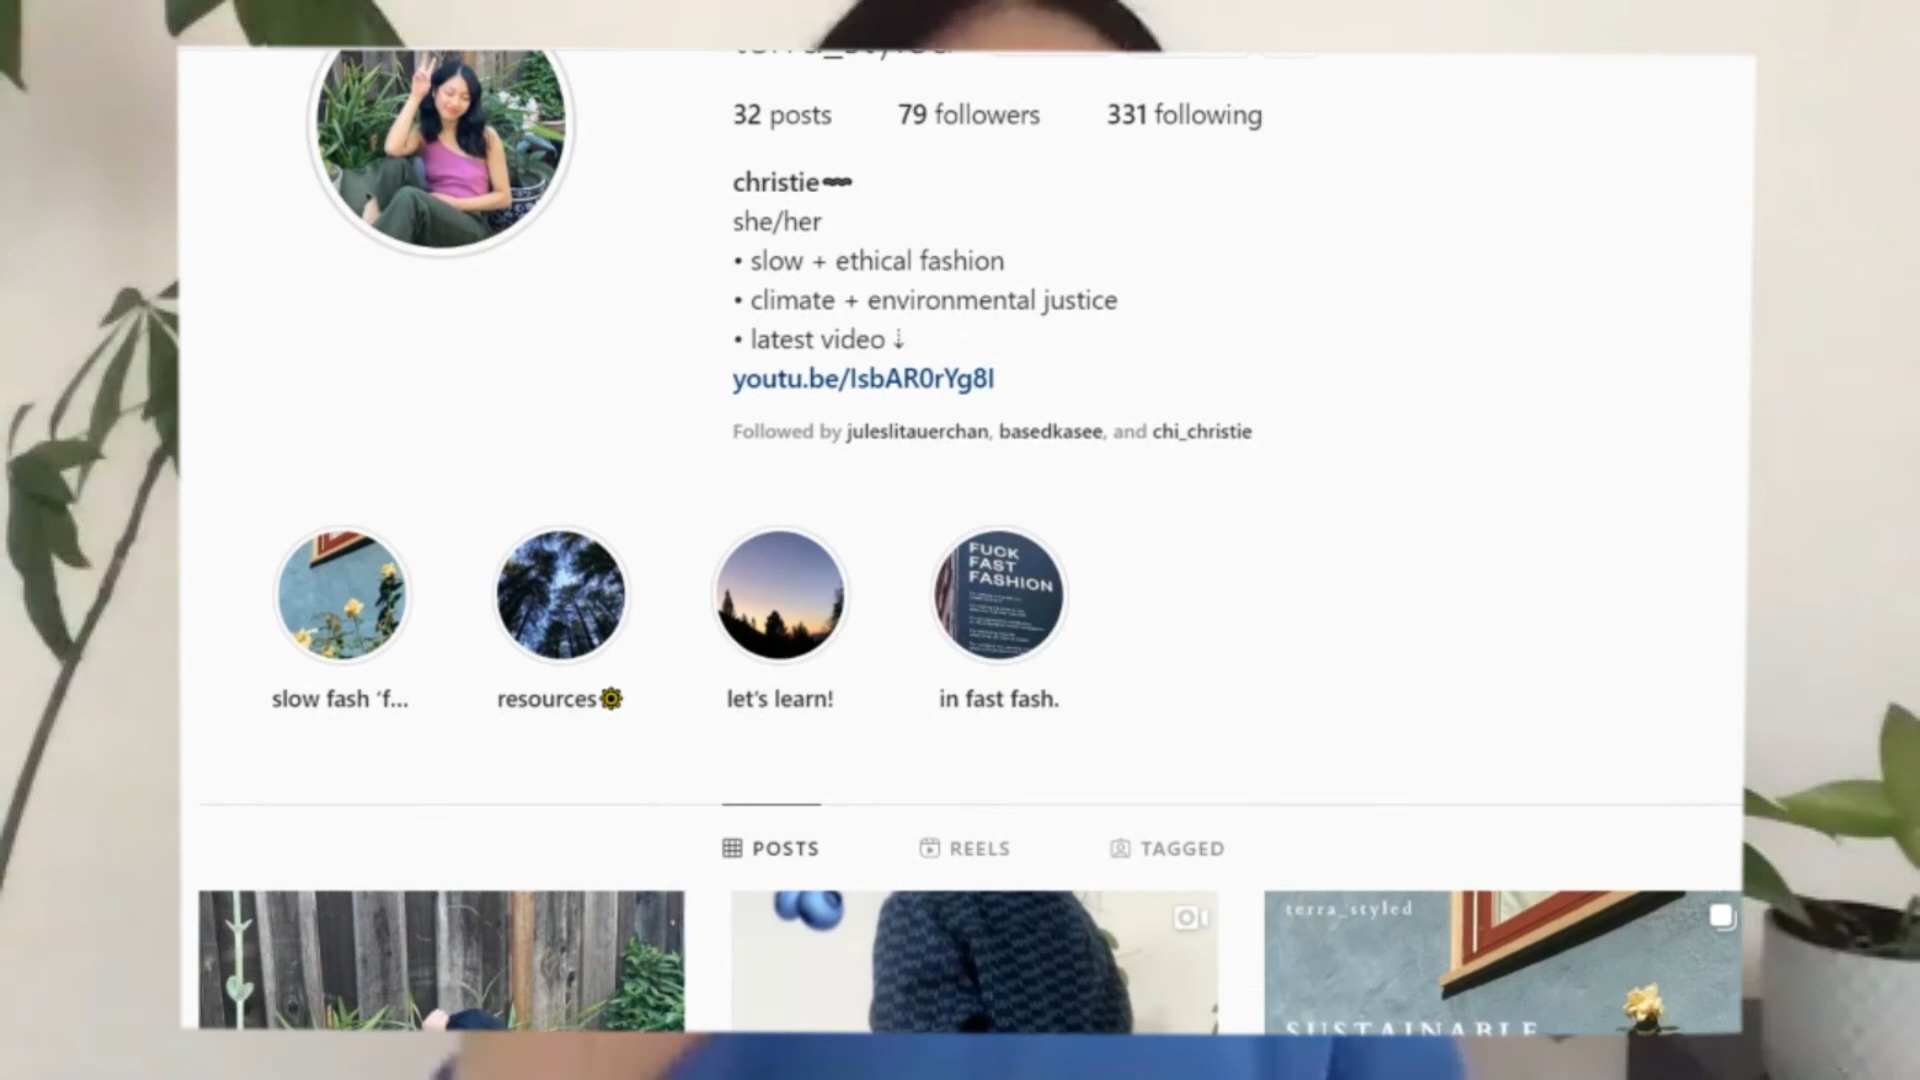 terra_styled
32 posts 79 followers 331 following
christie
she/her
• slow + ethical fashion
• climate + environmental justice
• latest video ⇣
youtu.be/IsbAR0rYg8I
Followed by juleslitauerchan, basedkasee, and chi_christie
FUCK
FAST
FASHION
slow fash ‘f... resources let's learn! in fast fash.
POSTS REELS TAGGED
terra_styled
SUSTAINABLE